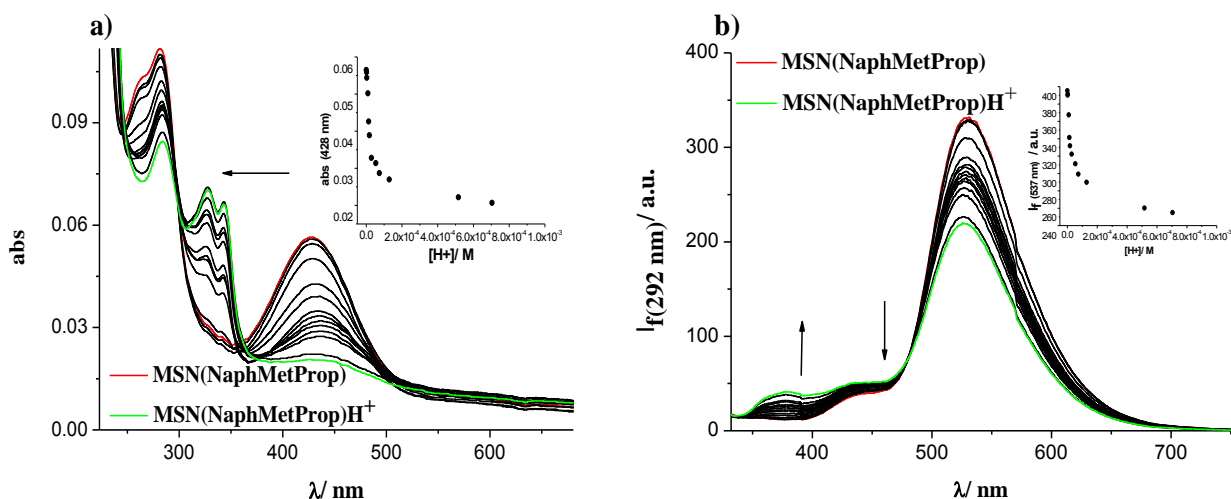 a)
abs
0.09
0.06
0.03
0.00
300
400
500
600
λ/ nm
MSN(NaphMetProp)
MSN(NaphMetProp)H⁺
abs (428 nm)
0.06
0.05
0.04
0.03
0.02
0.0
2.0x10⁻⁴
4.0x10⁻⁴
6.0x10⁻⁴
8.0x10⁻⁴
1.0x10⁻³
[H+]/ M
b)
I_f(292 nm)/ a.u.
400
300
200
100
0
400
500
600
700
λ/ nm
MSN(NaphMetProp)
MSN(NaphMetProp)H⁺
I_f (537 nm) / a.u.
400
380
360
340
320
300
280
260
240
0.0
2.0x10⁻⁴
4.0x10⁻⁴
6.0x10⁻⁴
8.0x10⁻⁴
1.0x10⁻³
[H+]/ M